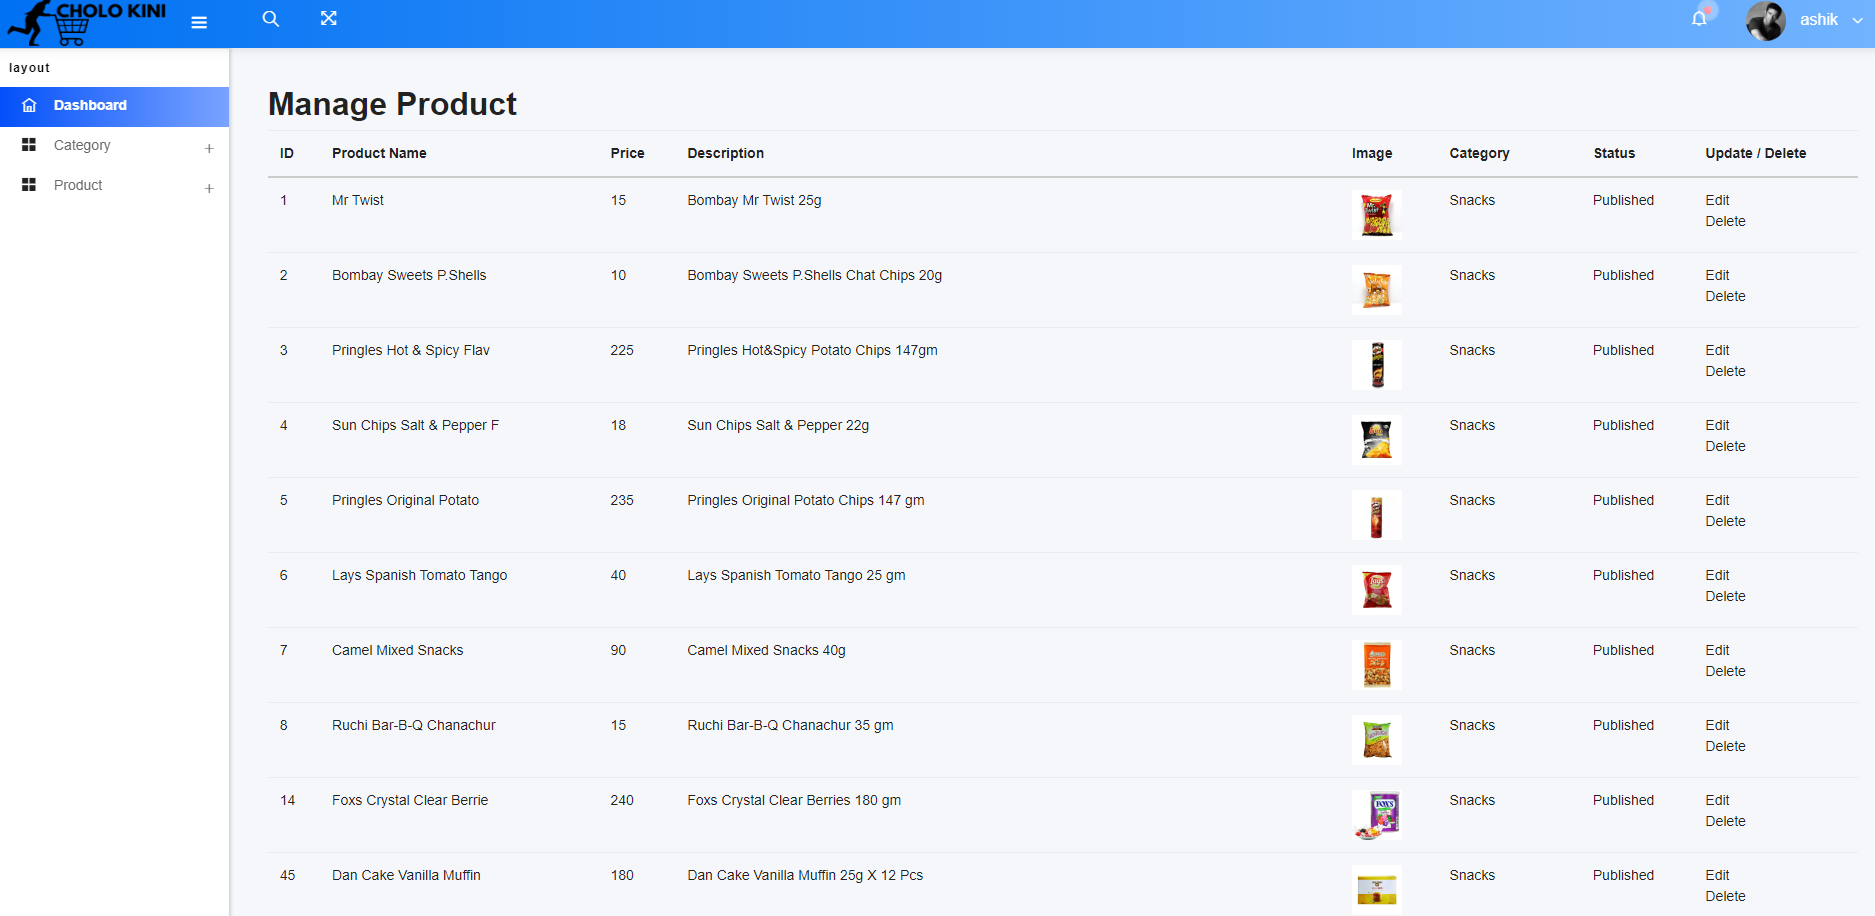 CHOLO KINI
ashik
layout
Dashboard
Category
Product
Manage Product
ID Product Name Price Description Image Category Status Update / Delete
1 Mr Twist 15 Bombay Mr Twist 25g Snacks Published Edit
Delete
2 Bombay Sweets P.Shells 10 Bombay Sweets P.Shells Chat Chips 20g Snacks Published Edit
Delete
3 Pringles Hot & Spicy Flav 225 Pringles Hot&Spicy Potato Chips 147gm Snacks Published Edit
Delete
4 Sun Chips Salt & Pepper F 18 Sun Chips Salt & Pepper 22g Snacks Published Edit
Delete
5 Pringles Original Potato 235 Pringles Original Potato Chips 147 gm Snacks Published Edit
Delete
6 Lays Spanish Tomato Tango 40 Lays Spanish Tomato Tango 25 gm Snacks Published Edit
Delete
7 Camel Mixed Snacks 90 Camel Mixed Snacks 40g Snacks Published Edit
Delete
8 Ruchi Bar-B-Q Chanachur 15 Ruchi Bar-B-Q Chanachur 35 gm Snacks Published Edit
Delete
14 Foxs Crystal Clear Berrie 240 Foxs Crystal Clear Berries 180 gm FOX'S Snacks Published Edit
Delete
45 Dan Cake Vanilla Muffin 180 Dan Cake Vanilla Muffin 25g X 12 Pcs Snacks Published Edit
Delete